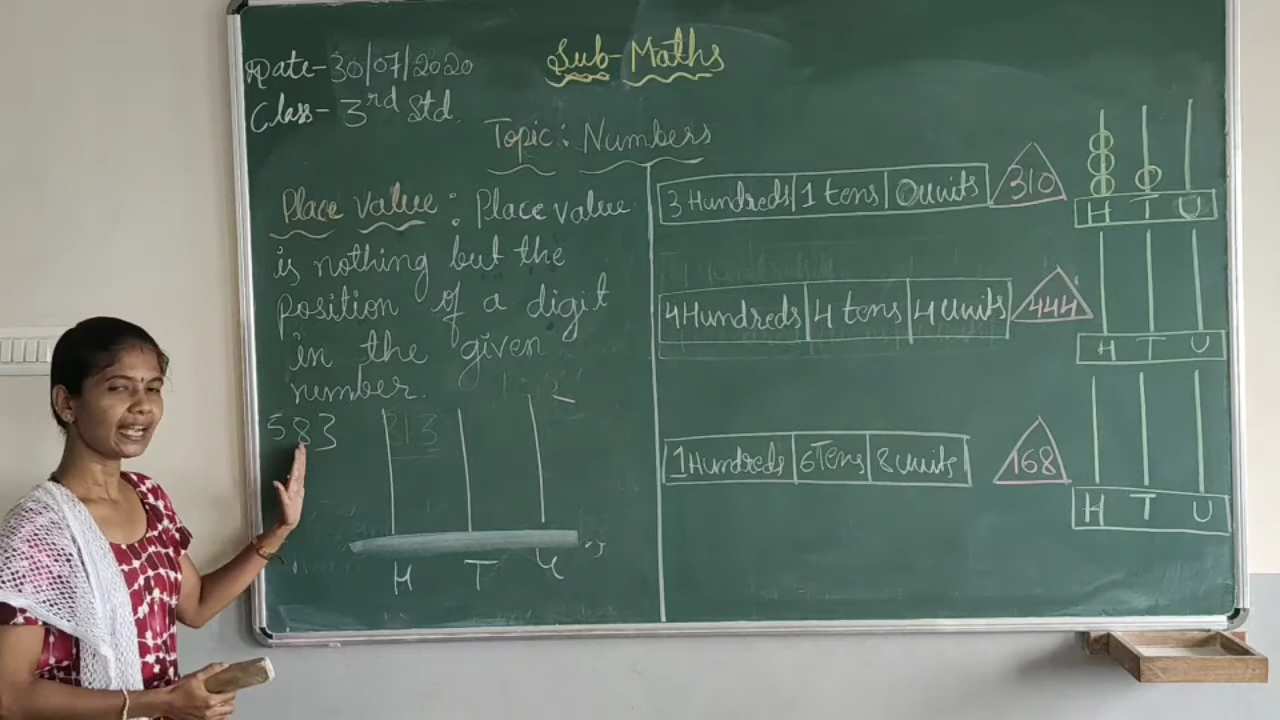 Date-30/07/2020
Class-3rd Std.
Sub-Maths
Topic: Numbers
Place value: Place value
is nothing but the
position of a digit
in the given
number.
583
H T U
3 Hundreds 1 tens 0 units 310
H T U
4 Hundreds 4 tens 4 units 444
H T U
1 Hundreds 6 Tens 8 units 168
H T U